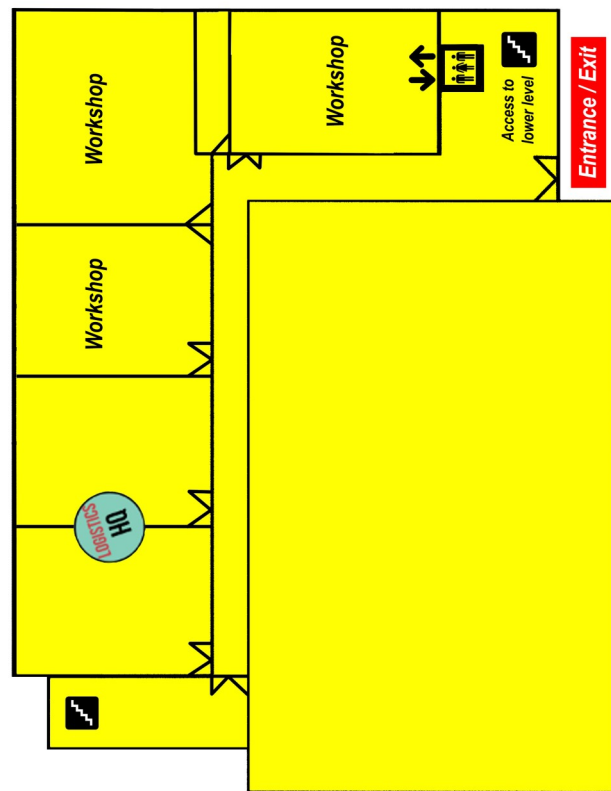 Workshop
Workshop
Access to
lower level
Entrance / Exit
Workshop
LOGISTICS
HQ